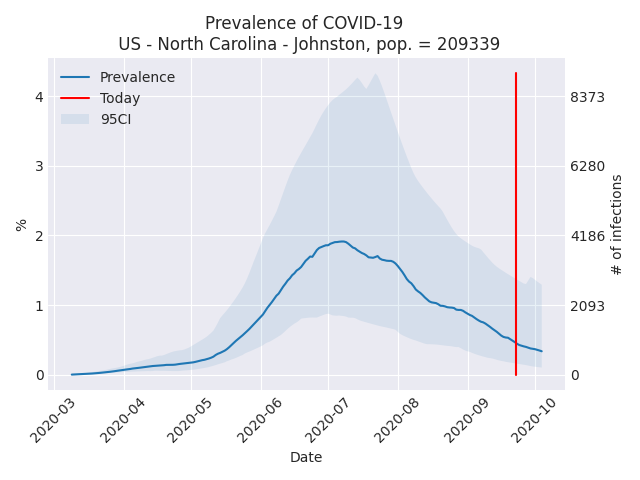 Prevalence of COVID-19
US - North Carolina - Johnston, pop. = 209339
Prevalence
Today
95CI
4
3
2
1
0
%
8373
6280
4186
2093
0
# of infections
2020-03
2020-04
2020-05
2020-06
2020-07
2020-08
2020-09
2020-10
Date